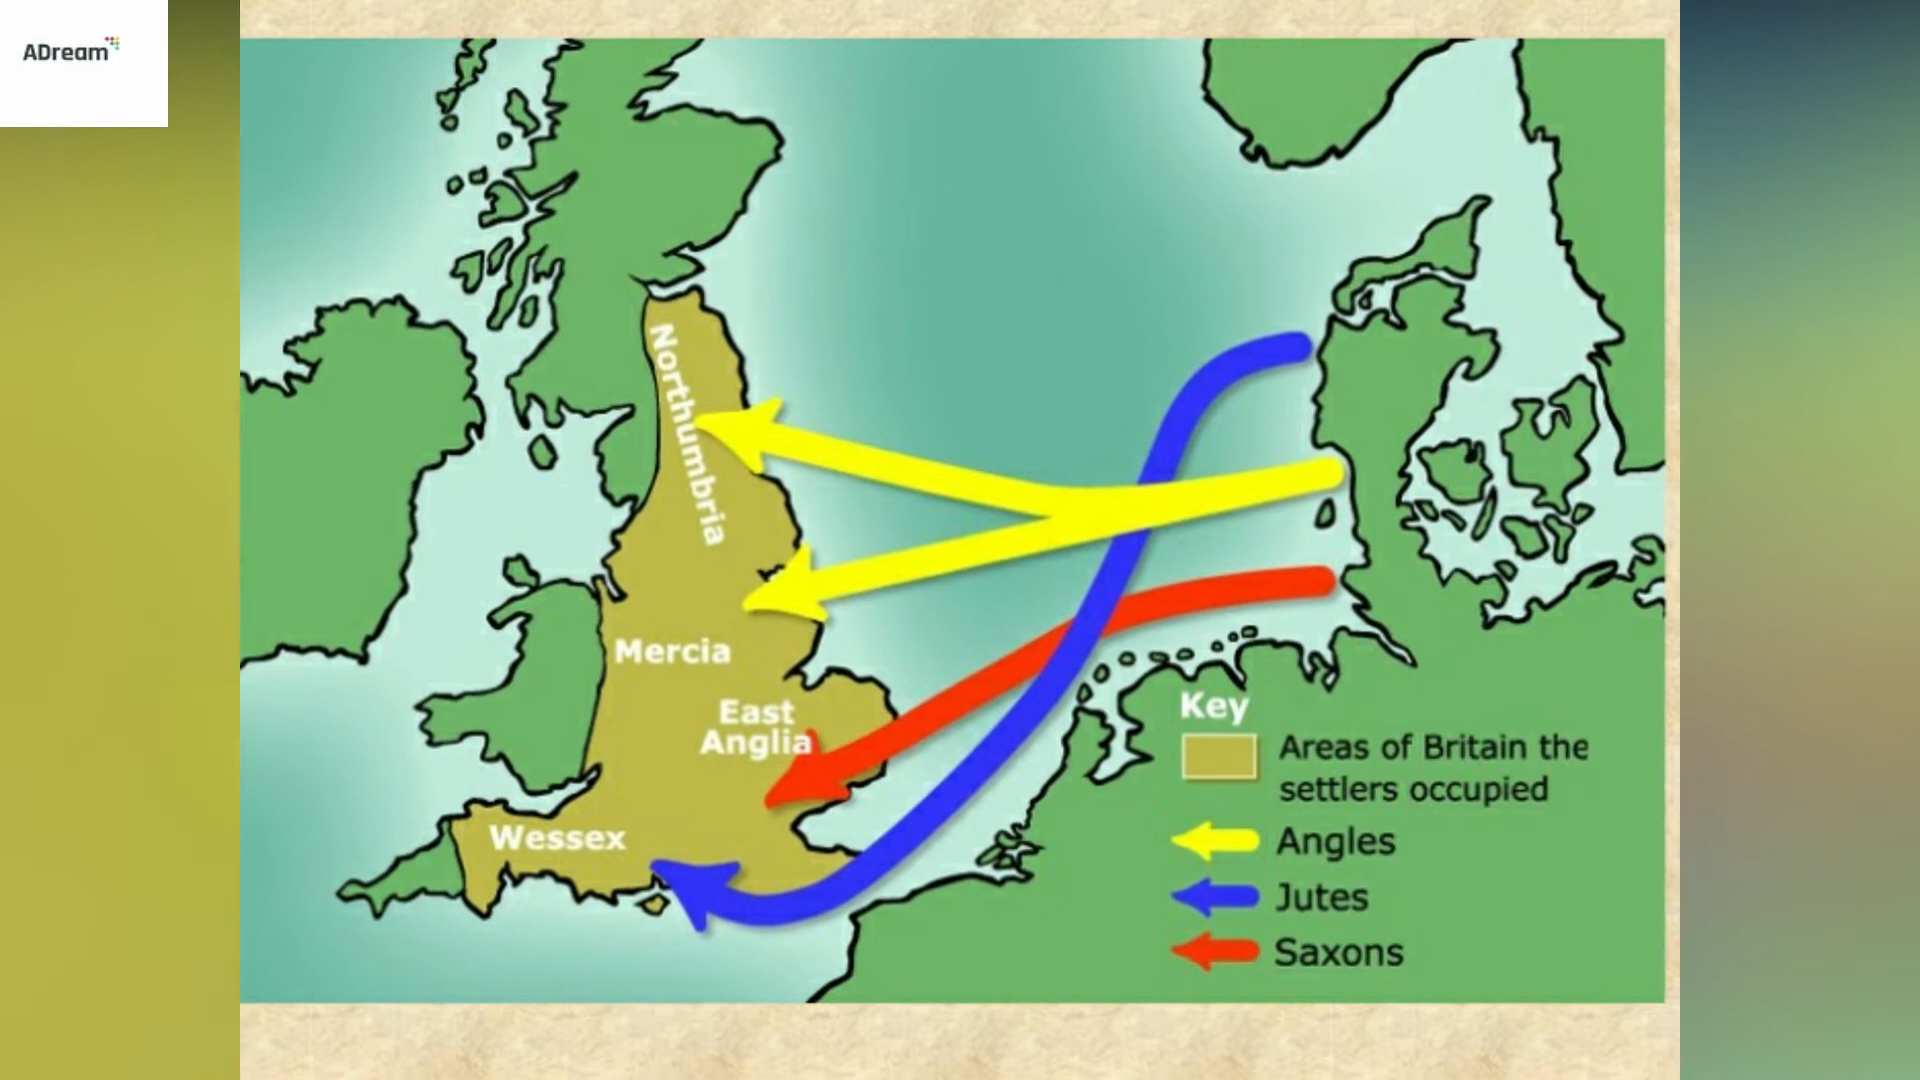 ADream
Northumbria
Mercia
East
Anglia
Wessex
Key
Areas of Britain the
settlers occupied
Angles
Jutes
Saxons